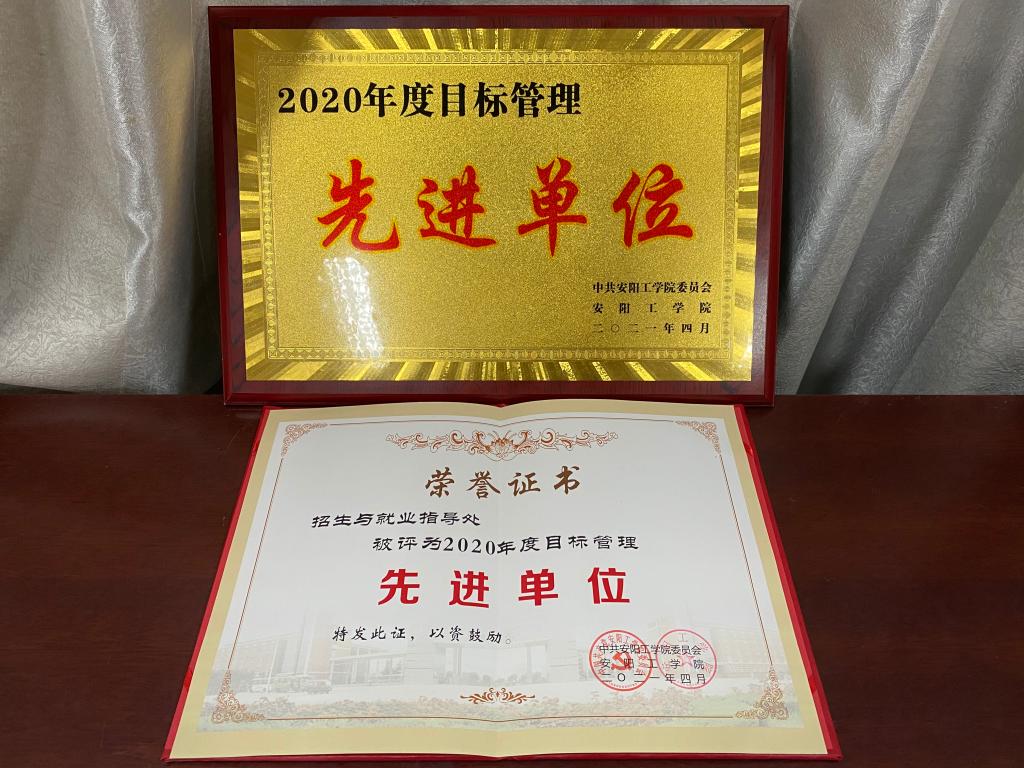 2020年度目标管理
先进单位
中共安阳工学院委员会
安阳工学院
二〇二一年四月
荣誉证书
招生与就业指导处
被评为2020年度目标管理
先进单位
特发此证，以资鼓励。
中共安阳工学院委员会
安阳工学院
二〇二一年四月